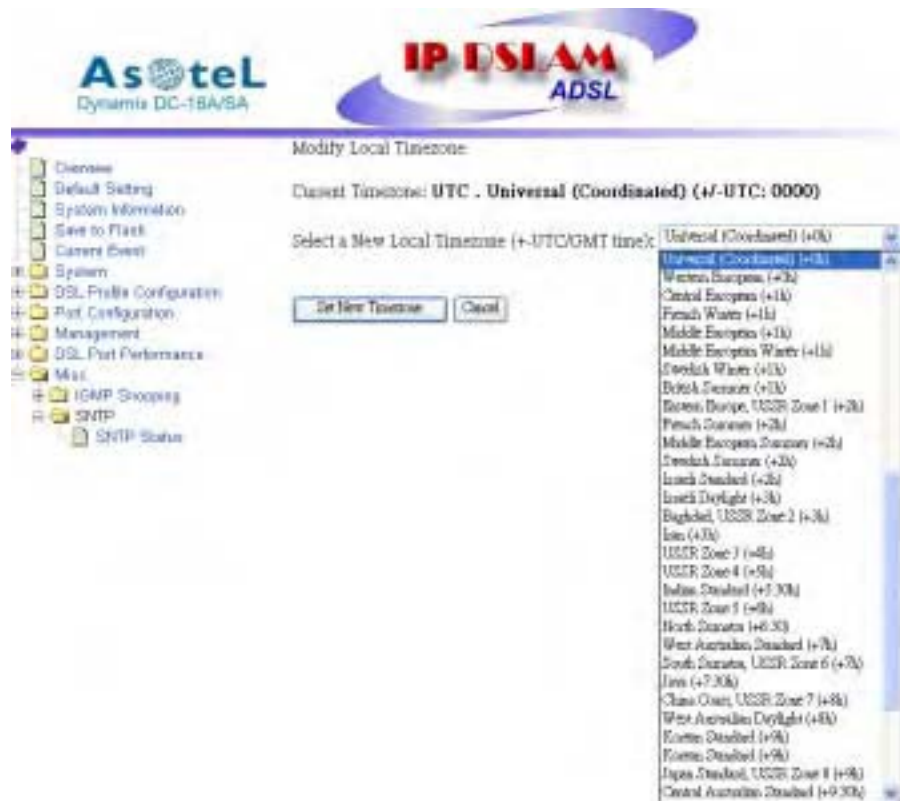 IP DSLAM
ADSL
AsoteL
Dynamix DC-18A/SA
Modify Local Timezone
Current Timezone: UTC . Universal (Coordinated) (+/-UTC: 0000)
Select a New Local Timezone (+-UTC/GMT time):
Universal (Coordinated) (+0h)
Set New Timezone
Cancel
Overview
Default Setting
System Information
Save to Flash
Current Event
System
DSL Profile Configuration
Port Configuration
Management
DSL Port Performance
Misc
IGMP Snooping
SNTP
SNTP Status
Universal (Coordinated) (+0h)
Western European (+0h)
Central European (+1h)
French Winter (+1h)
Middle European (+1h)
Middle European Winter (+1h)
Swedish Winter (+1h)
British Summer (+1h)
Eastern Europe, USSR Zone 1 (+2h)
French Summer (+2h)
Middle European Summer (+2h)
Swedish Summer (+2h)
Israeli Standard (+2h)
Israeli Daylight (+3h)
Baghdad, USSR Zone 2 (+3h)
Iran (+3h)
USSR Zone 3 (+4h)
USSR Zone 4 (+5h)
Indian Standard (+5:30h)
USSR Zone 5 (+6h)
North Sumatra (+6:30)
West Australian Standard (+7h)
South Sumatra, USSR Zone 6 (+7h)
Java (+7:30h)
China Coast, USSR Zone 7 (+8h)
West Australian Daylight (+8h)
Korean Standard (+9h)
Korean Standard (+9h)
Japan Standard, USSR Zone 8 (+9h)
Central Australian Standard (+9:30h)